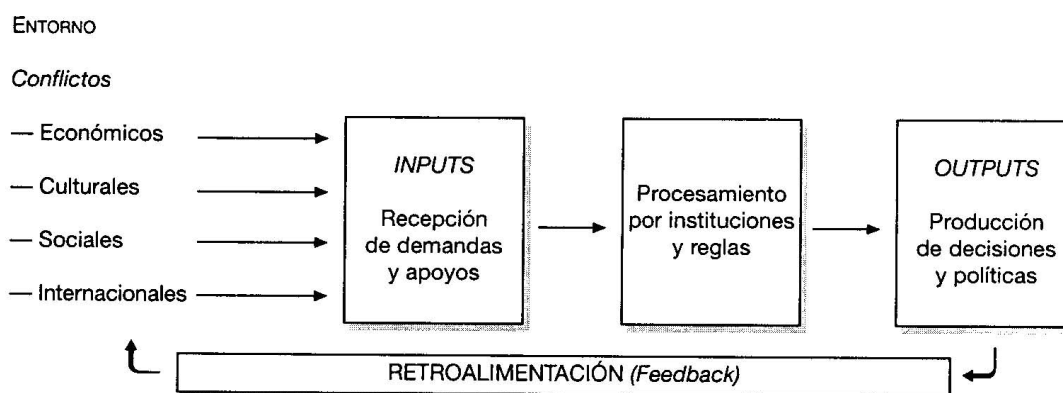 ENTORNO
Conflictos
— Económicos
— Culturales
— Sociales
— Internacionales
INPUTS
Recepción
de demandas
y apoyos
Procesamiento
por instituciones
y reglas
OUTPUTS
Producción
de decisiones
y políticas
RETROALIMENTACIÓN (Feedback)